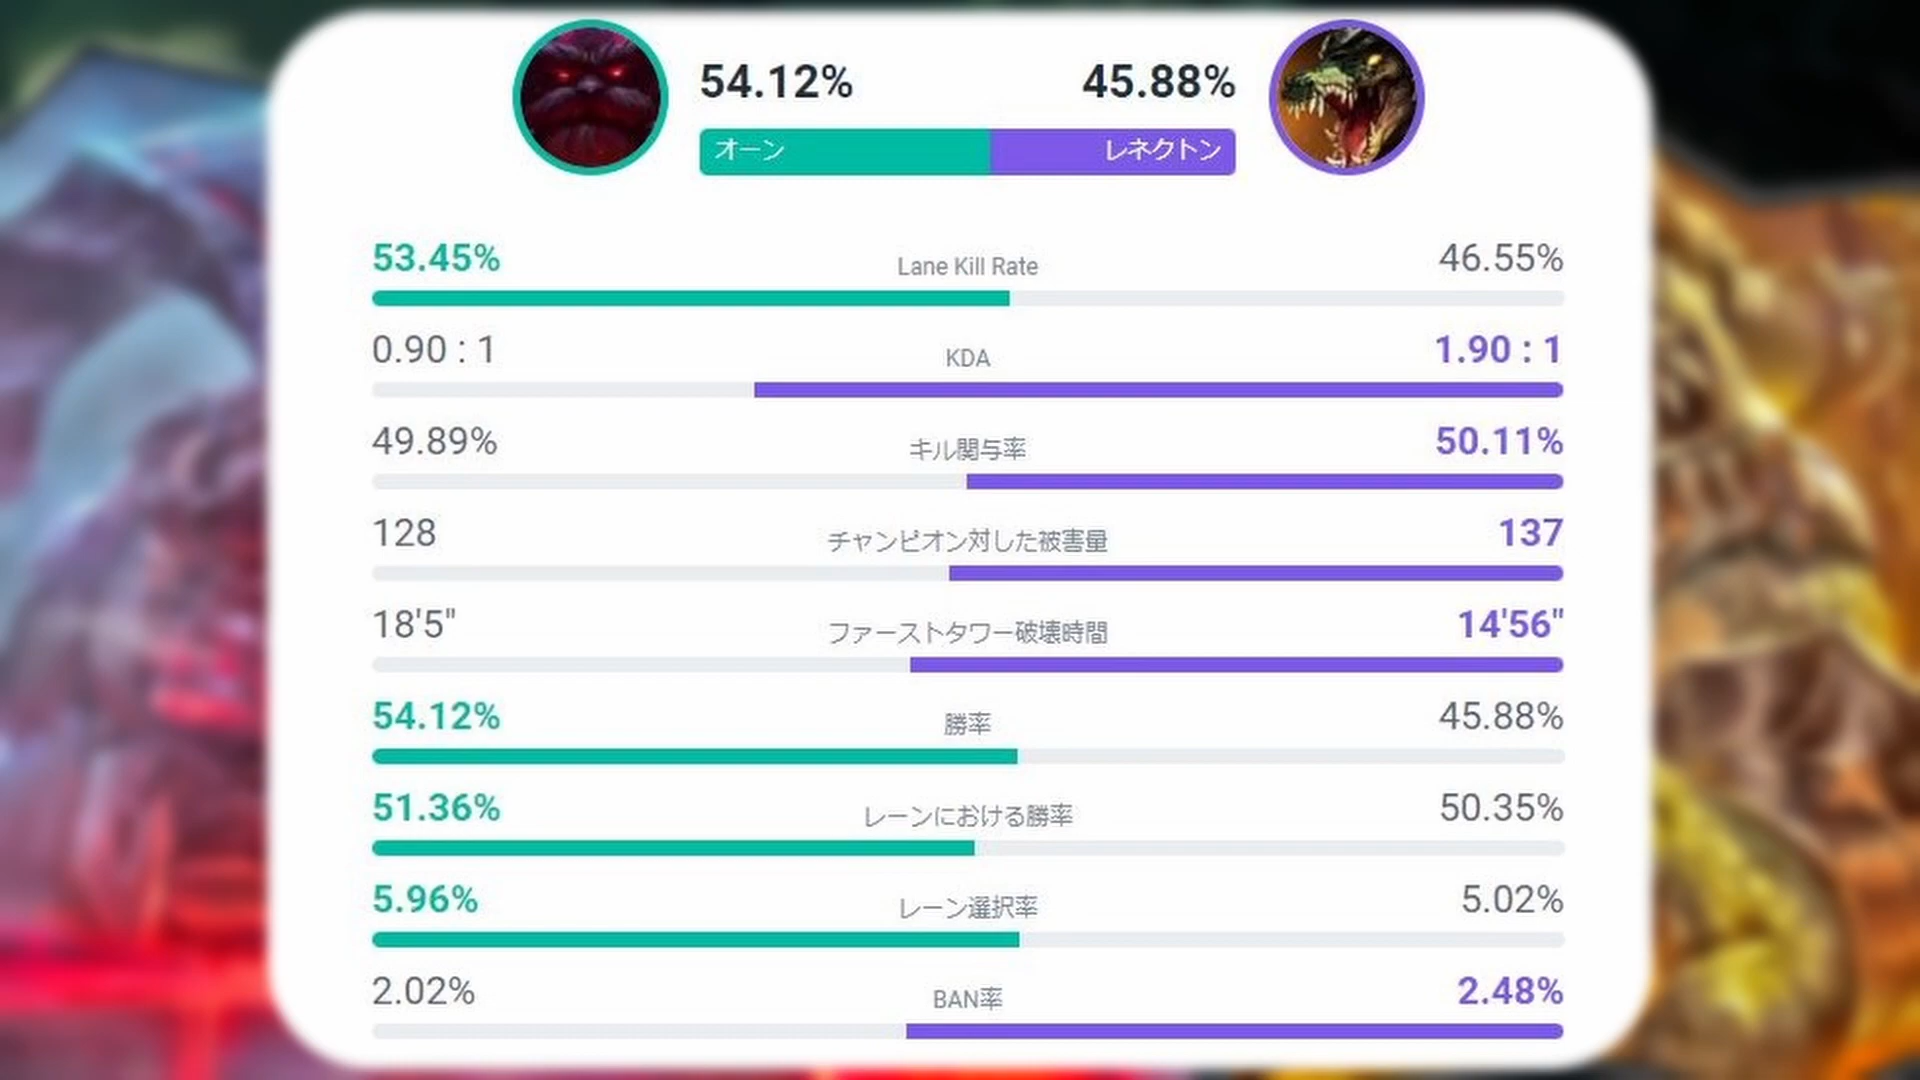 54.12% 45.88%
オーン レネクトン
53.45% Lane Kill Rate 46.55%
0.90 : 1 KDA 1.90 : 1
49.89% キル関与率 50.11%
128 チャンピオン対した被害量 137
18'5" ファーストタワー破壊時間 14'56"
54.12% 勝率 45.88%
51.36% レーンにおける勝率 50.35%
5.96% レーン選択率 5.02%
2.02% BAN率 2.48%